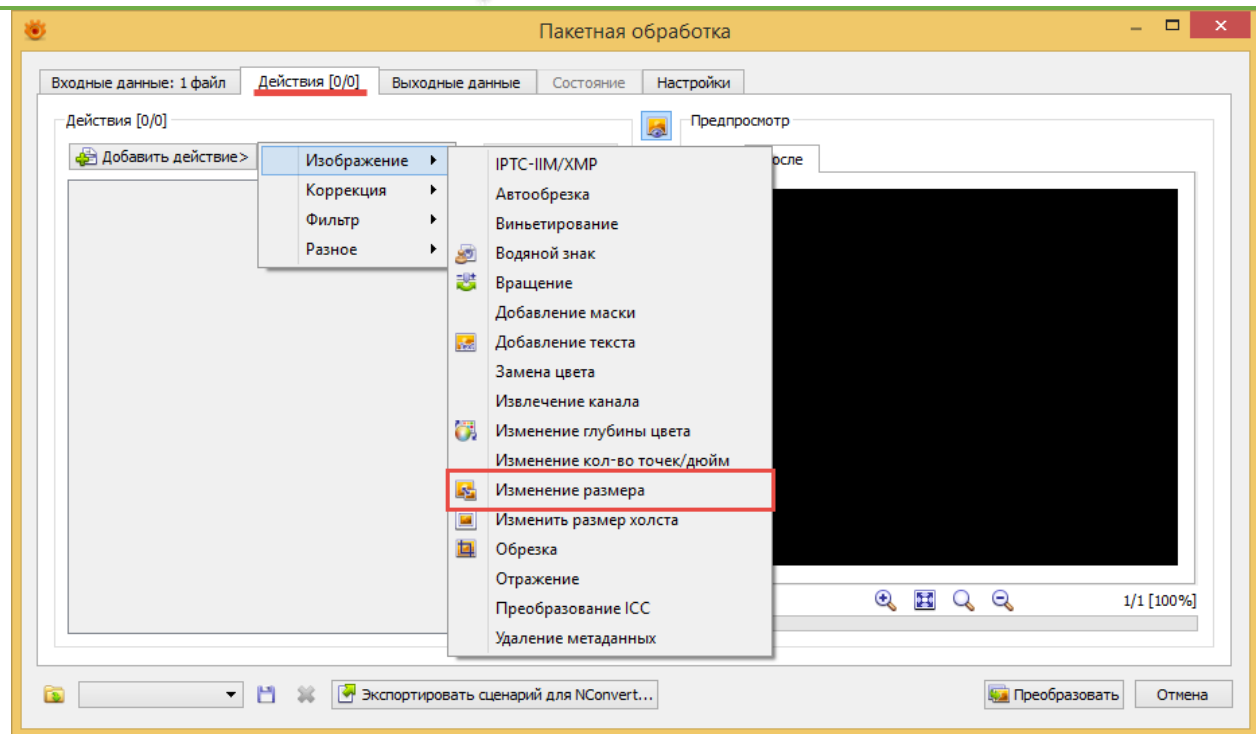 Пакетная обработка
Входные данные: 1 файл
Действия [0/0]
Выходные данные
Состояние
Настройки
Действия [0/0]
Предпросмотр
Добавить действие>
осле
Изображение
Коррекция
Фильтр
Разное
IPTC-IIM/XMP
Автообрезка
Виньетирование
Водяной знак
Вращение
Добавление маски
Добавление текста
Замена цвета
Извлечение канала
Изменение глубины цвета
Изменение кол-во точек/дюйм
Изменение размера
Изменить размер холста
Обрезка
Отражение
Преобразование ICC
Удаление метаданных
1/1 [100%]
Экспортировать сценарий для NConvert...
Преобразовать
Отмена